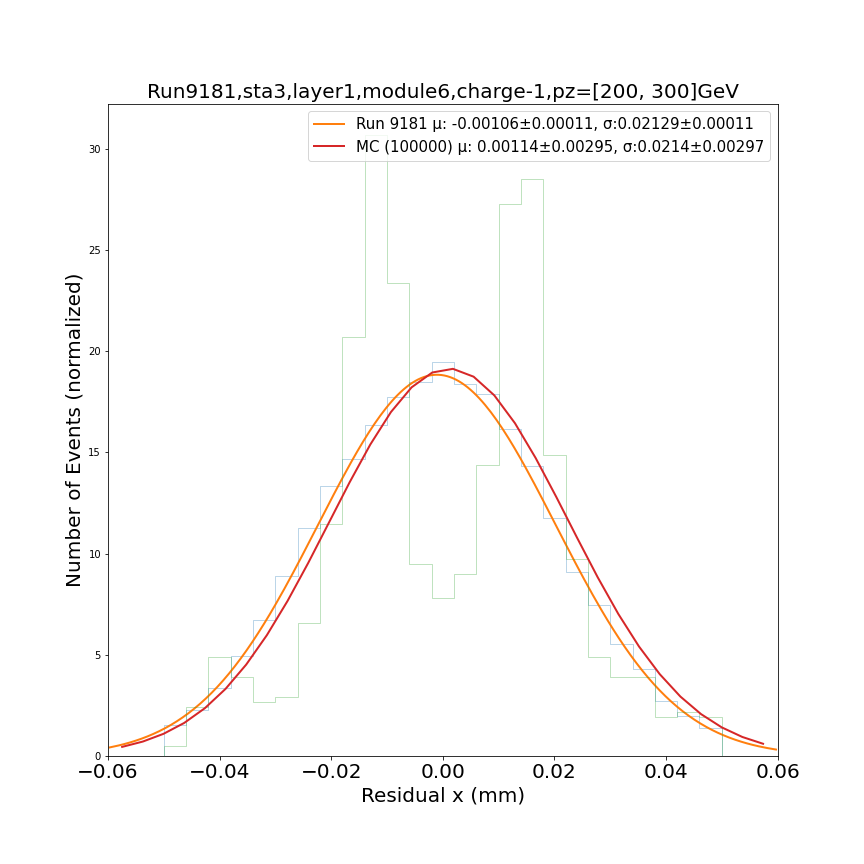 Run9181,sta3,layer1,module6,charge-1,pz=[200, 300]GeV
Run 9181 μ: -0.00106±0.00011, σ:0.02129±0.00011
MC (100000) μ: 0.00114±0.00295, σ:0.0214±0.00297
30
25
20
15
10
5
0
Number of Events (normalized)
−0.06 −0.04 −0.02 0.00 0.02 0.04 0.06
Residual x (mm)